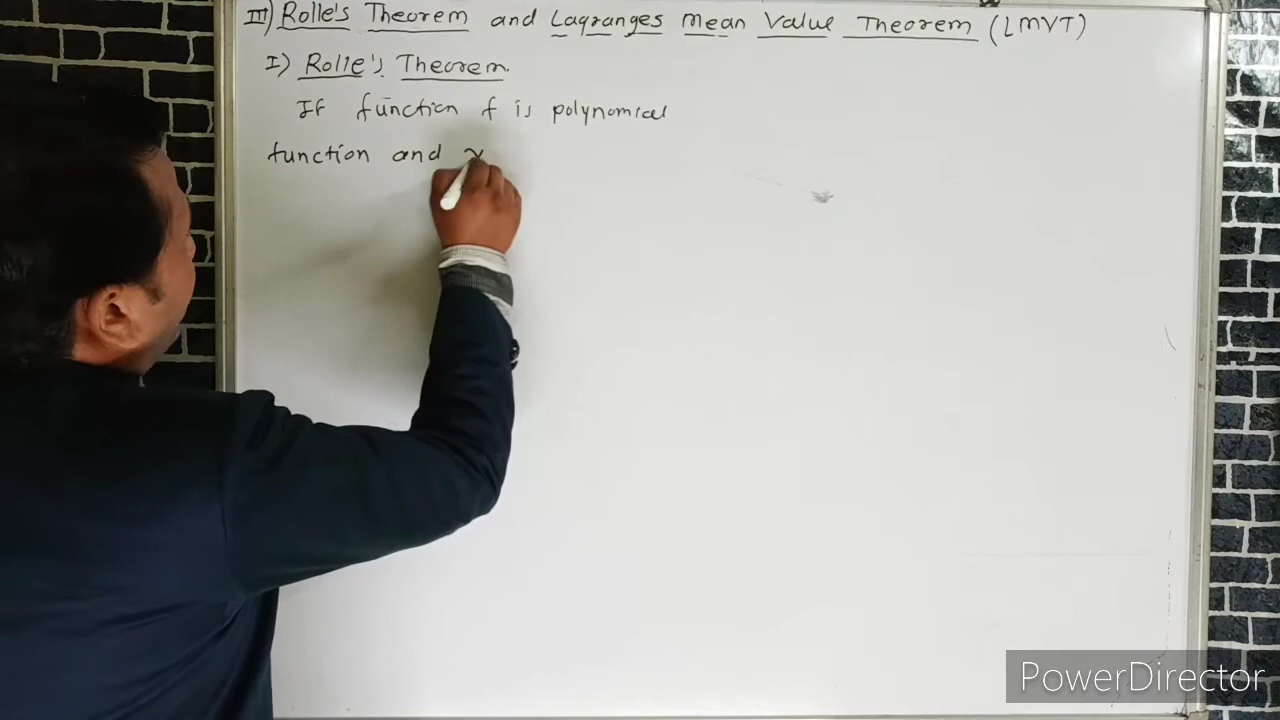 III) Rolle's Theorem and Lagranges Mean Value Theorem (LMVT)
I) Rolle's Theorem.
If function f is polynomial
function and
PowerDirector